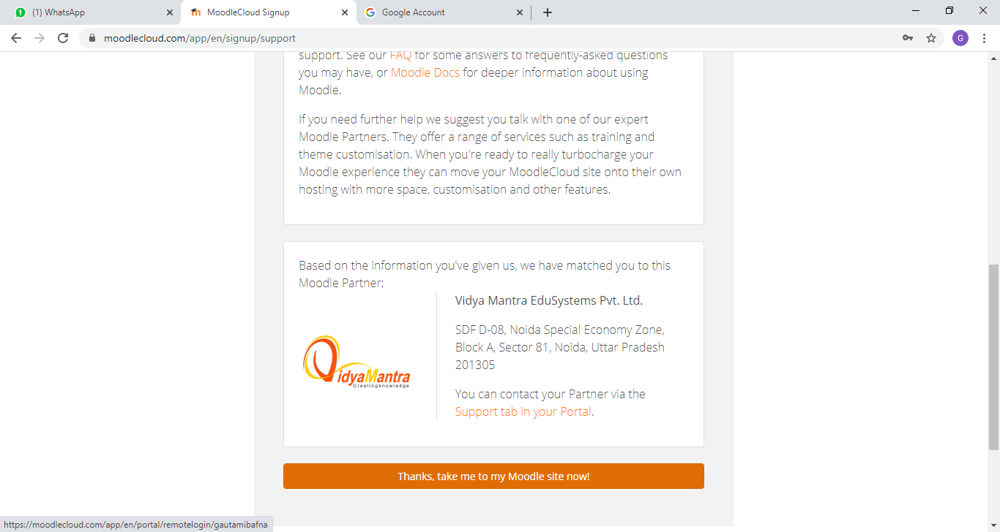 (1) WhatsApp
MoodleCloud Signup
Google Account
moodlecloud.com/app/en/signup/support
G
support. See our FAQ for some answers to frequently-asked questions
you may have, or Moodle Docs for deeper information about using
Moodle.
If you need further help we suggest you talk with one of our expert
Moodle Partners. They offer a range of services such as training and
theme customisation. When you're ready to really turbocharge your
Moodle experience they can move your MoodleCloud site onto their own
hosting with more space, customisation and other features.
Based on the information you've given us, we have matched you to this
Moodle Partner:
VidyaMantra
Creatingknowledge
Vidya Mantra EduSystems Pvt. Ltd.
SDF D-08, Noida Special Economy Zone,
Block A, Sector 81, Noida, Uttar Pradesh
201305
You can contact your Partner via the
Support tab in your Portal.
Thanks, take me to my Moodle site now!
https://moodlecloud.com/app/en/portal/remotelogin/gautamibafna